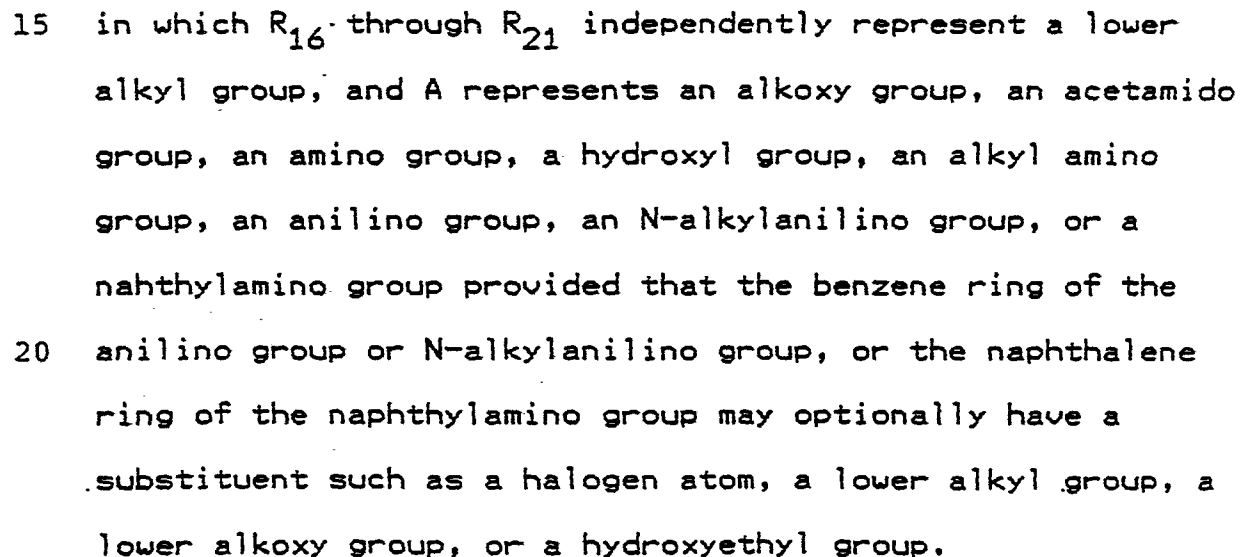 15 in which R16 through R21 independently represent a lower
alkyl group, and A represents an alkoxy group, an acetamido
group, an amino group, a hydroxyl group, an alkyl amino
group, an anilino group, an N-alkylanilino group, or a
nahthylamino group provided that the benzene ring of the
20 anilino group or N-alkylanilino group, or the naphthalene
ring of the naphthylamino group may optionally have a
substituent such as a halogen atom, a lower alkyl group, a
lower alkoxy group, or a hydroxyethyl group.